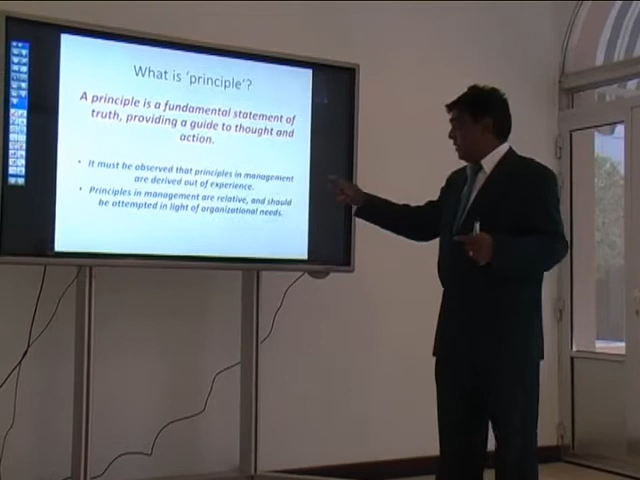 What is 'principle'?
A principle is a fundamental statement of
truth, providing a guide to thought and
action.
• It must be observed that principles in management
are derived out of experience.
• Principles in management are relative, and should
be attempted in light of organizational needs.